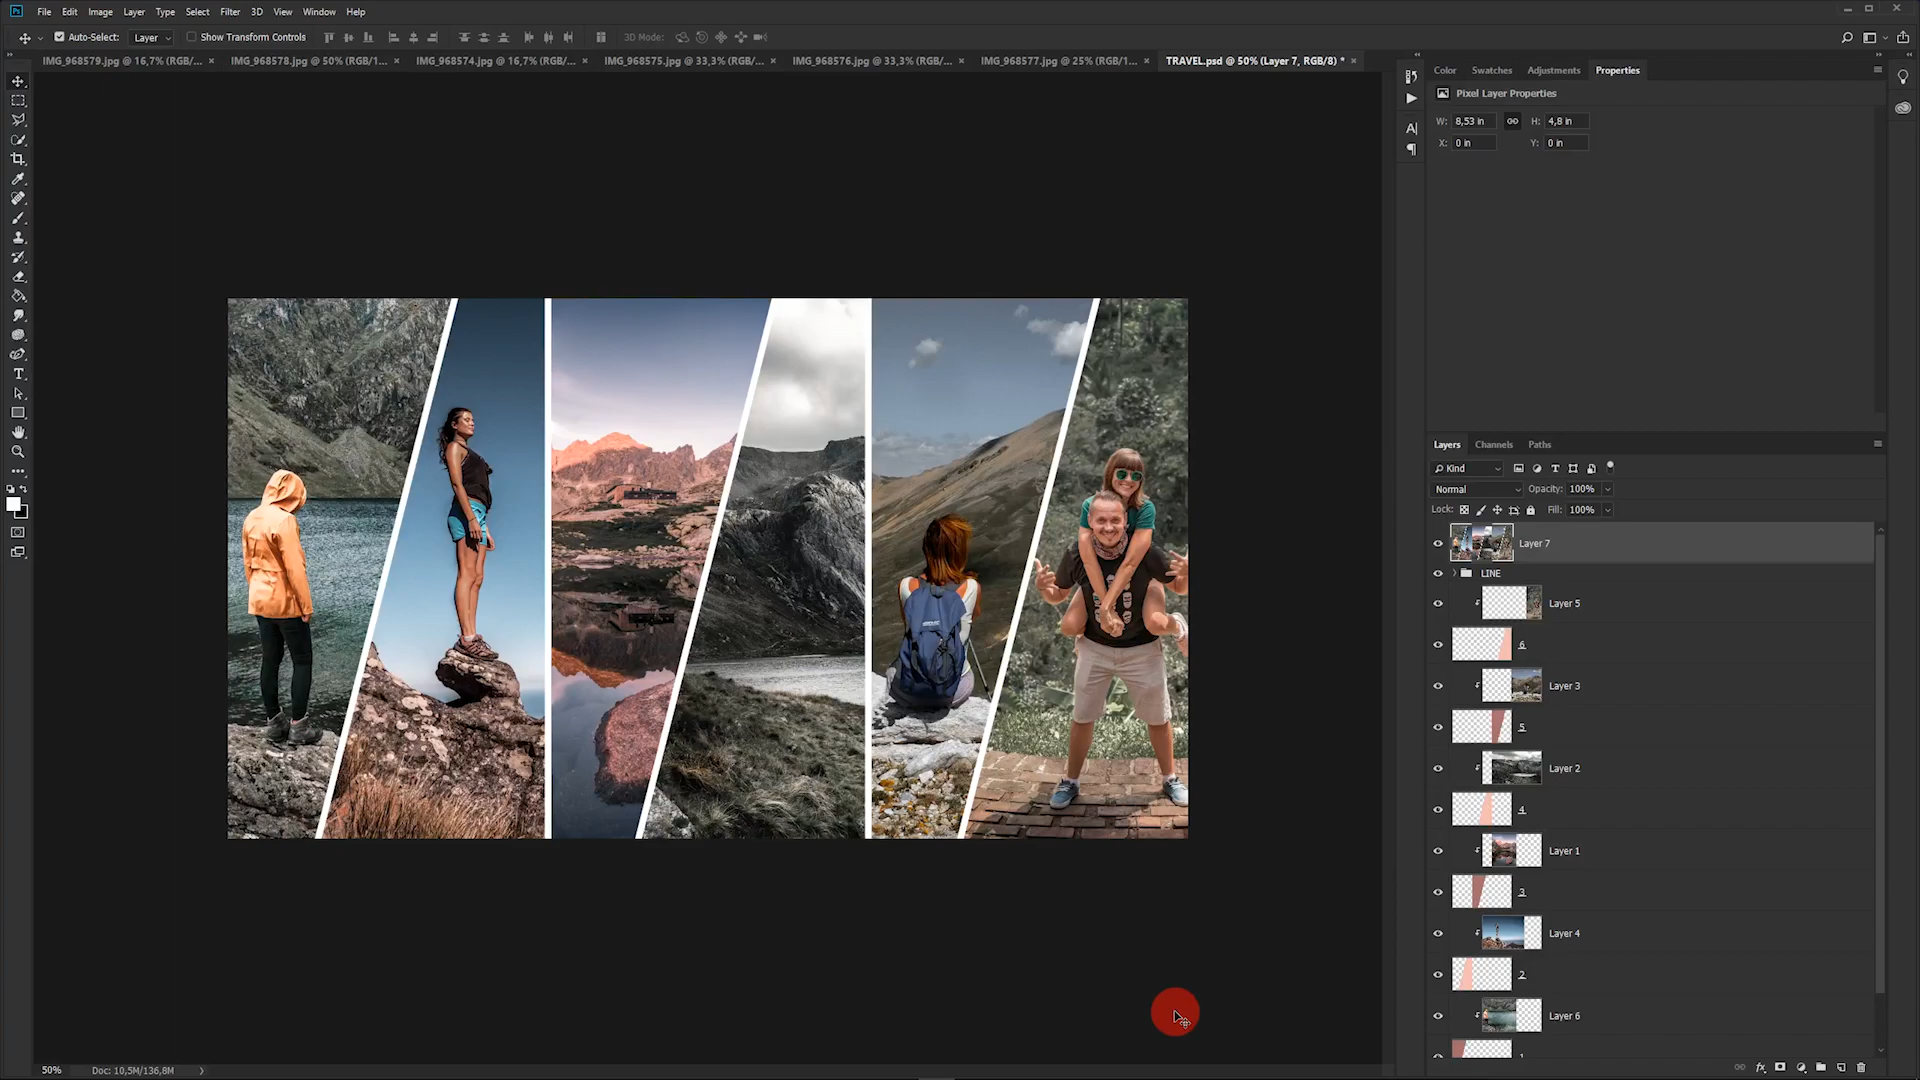 File Edit Image Layer Type Select Filter 3D View Window Help
Auto-Select: Layer Show Transform Controls 3D Mode:
IMG_968579.jpg @ 16,7% (RGB/... × IMG_968578.jpg @ 50% (RGB/1... × IMG_968574.jpg @ 16,7% (RGB/... × IMG_968575.jpg @ 33,3% (RGB/... × IMG_968576.jpg @ 33,3% (RGB/... × IMG_968577.jpg @ 25% (RGB/1... × TRAVEL.psd @ 50% (Layer 7, RGB/8) * ×
Color Swatches Adjustments Properties
Pixel Layer Properties
W: 8,53 in H: 4,8 in
X: 0 in Y: 0 in
Layers Channels Paths
Kind
Normal Opacity: 100%
Lock: Fill: 100%
Layer 7
LINE
Layer 5
6
Layer 3
5
Layer 2
4
Layer 1
3
Layer 4
2
Layer 6
1
50% Doc: 10,5M/136,8M